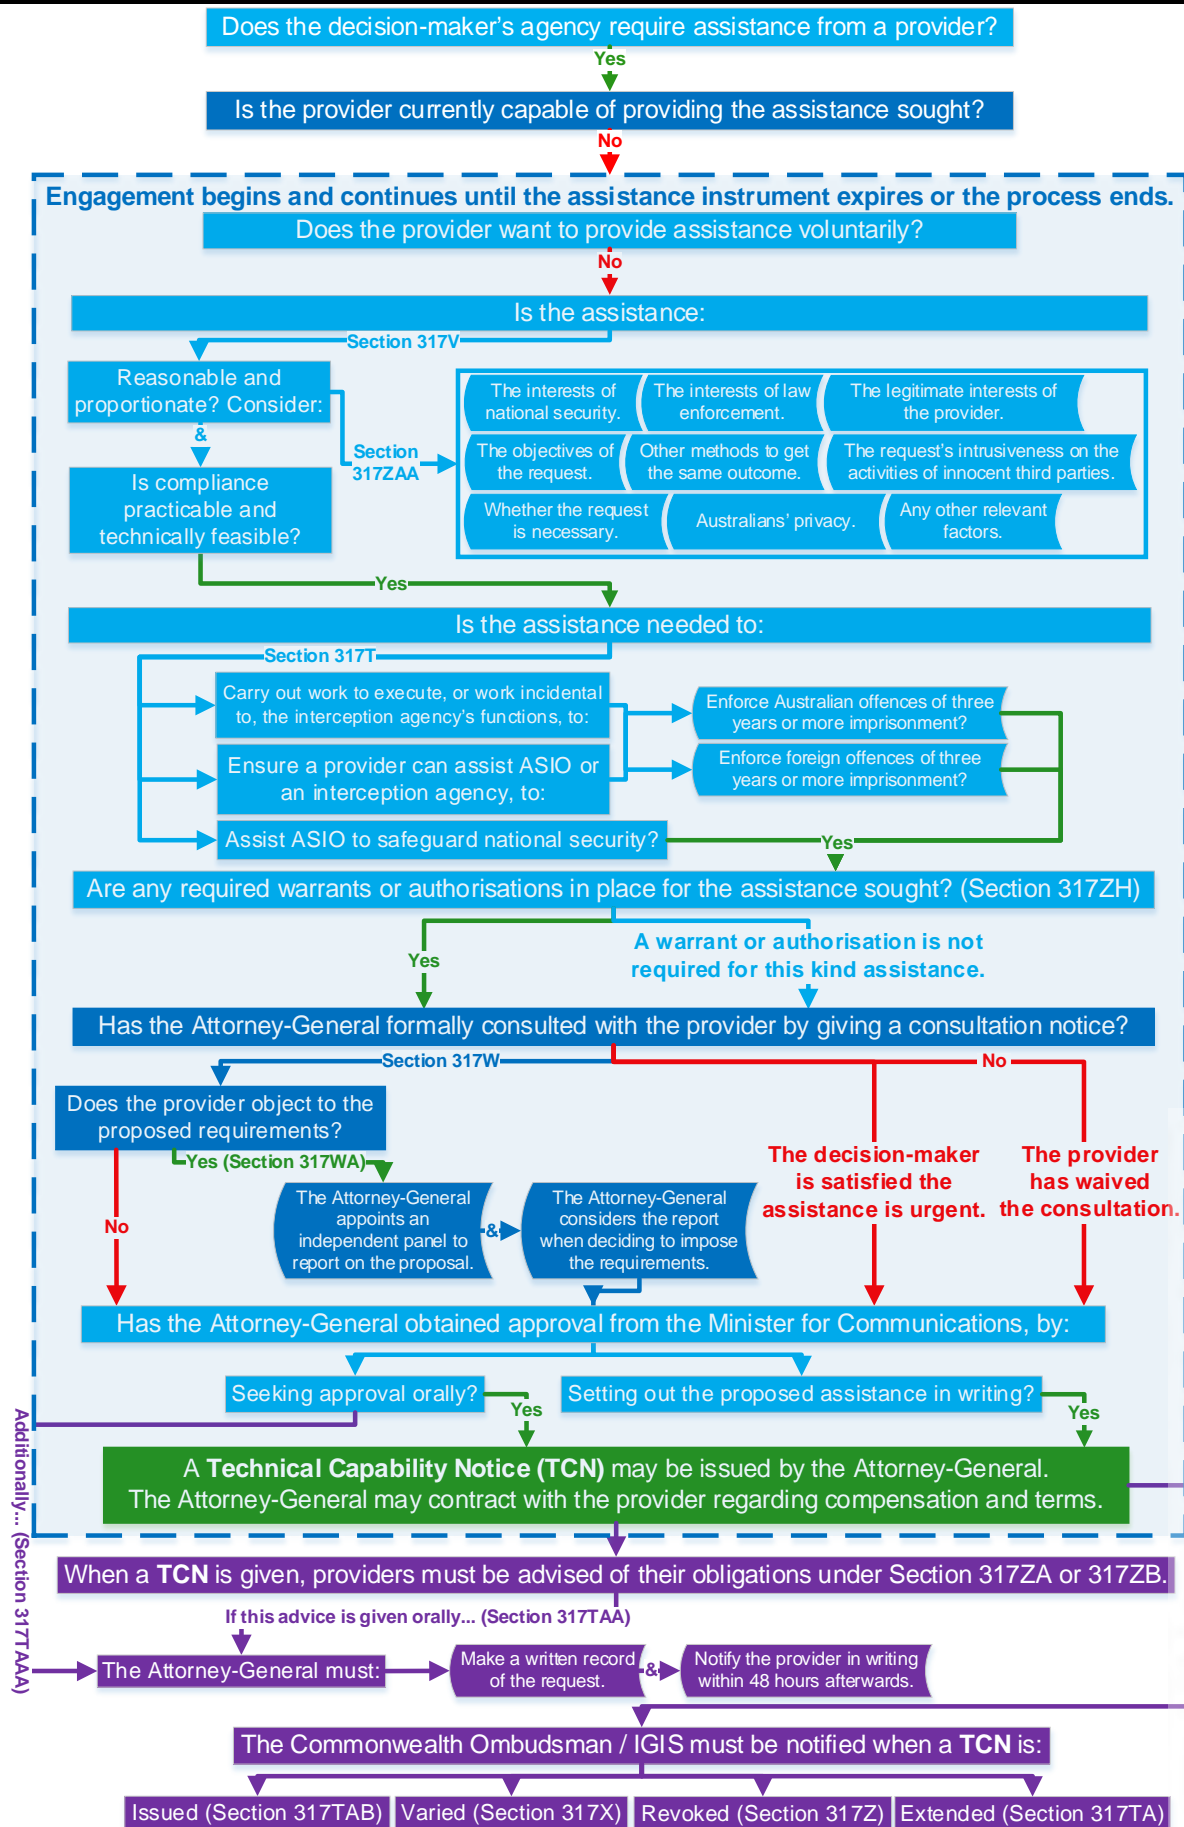 Does the decision-maker's agency require assistance from a provider?
Yes
Is the provider currently capable of providing the assistance sought?
No
Engagement begins and continues until the assistance instrument expires or the process ends.
Does the provider want to provide assistance voluntarily?
No
Is the assistance:
Section 317V
Reasonable and
proportionate? Consider:
&
Is compliance
practicable and
technically feasible?
Section
317ZAA
The interests of
national security.
The interests of law
enforcement.
The legitimate interests of
the provider.
The objectives of
the request.
Other methods to get
the same outcome.
The request's intrusiveness on the
activities of innocent third parties.
Whether the request
is necessary.
Australians' privacy.
Any other relevant
factors.
Yes
Is the assistance needed to:
Section 317T
Carry out work to execute, or work incidental
to, the interception agency's functions, to:
Ensure a provider can assist ASIO or
an interception agency, to:
Assist ASIO to safeguard national security?
Enforce Australian offences of three
years or more imprisonment?
Enforce foreign offences of three
years or more imprisonment?
Yes
Are any required warrants or authorisations in place for the assistance sought? (Section 317ZH)
Yes
A warrant or authorisation is not
required for this kind assistance.
Has the Attorney-General formally consulted with the provider by giving a consultation notice?
Section 317W
No
Does the provider object to the
proposed requirements?
Yes (Section 317WA)
No
The Attorney-General
appoints an
independent panel to
report on the proposal.
&
The Attorney-General
considers the report
when deciding to impose
the requirements.
The decision-maker
is satisfied the
assistance is urgent.
The provider
has waived
the consultation.
Has the Attorney-General obtained approval from the Minister for Communications, by:
Seeking approval orally?
Yes
Setting out the proposed assistance in writing?
Yes
A Technical Capability Notice (TCN) may be issued by the Attorney-General.
The Attorney-General may contract with the provider regarding compensation and terms.
Additionally... (Section 317TAAA)
When a TCN is given, providers must be advised of their obligations under Section 317ZA or 317ZB.
If this advice is given orally... (Section 317TAA)
The Attorney-General must:
Make a written record
of the request.
&
Notify the provider in writing
within 48 hours afterwards.
The Commonwealth Ombudsman / IGIS must be notified when a TCN is:
Issued (Section 317TAB)
Varied (Section 317X)
Revoked (Section 317Z)
Extended (Section 317TA)